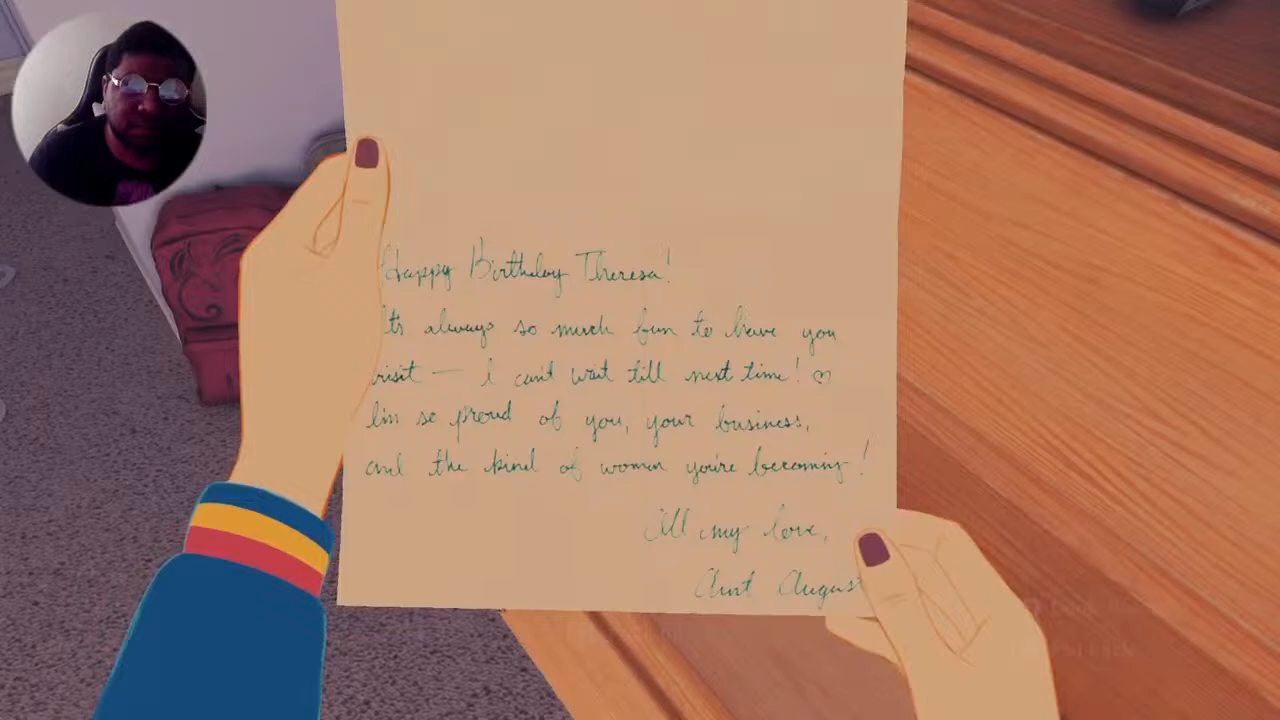 Happy Birthday Theresa!
It's always so much fun to have you
visit — I can't wait till next time! ♡
I'm so proud of you, your business,
and the kind of woman you're becoming!
All my love,
Aunt August